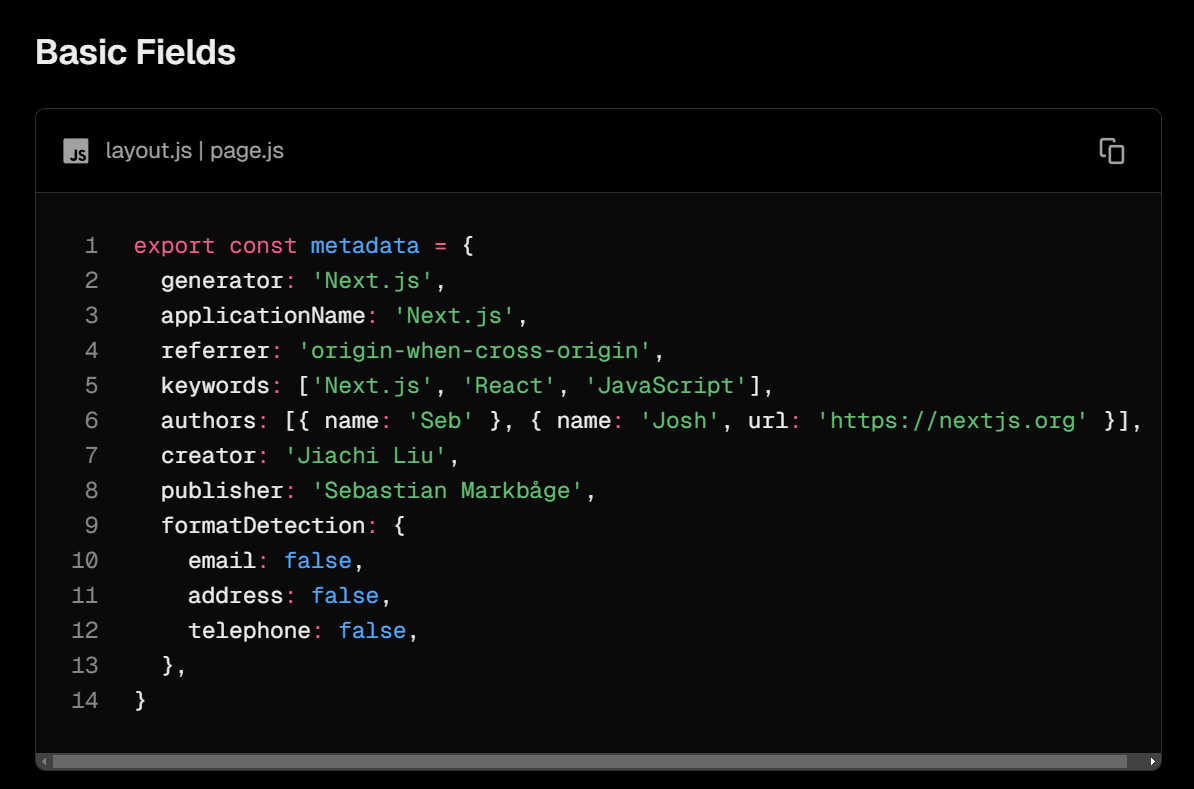 Basic Fields
JS layout.js | page.js
1 export const metadata = {
2   generator: 'Next.js',
3   applicationName: 'Next.js',
4   referrer: 'origin-when-cross-origin',
5   keywords: ['Next.js', 'React', 'JavaScript'],
6   authors: [{ name: 'Seb' }, { name: 'Josh', url: 'https://nextjs.org' }],
7   creator: 'Jiachi Liu',
8   publisher: 'Sebastian Markbåge',
9   formatDetection: {
10     email: false,
11     address: false,
12     telephone: false,
13   },
14 }